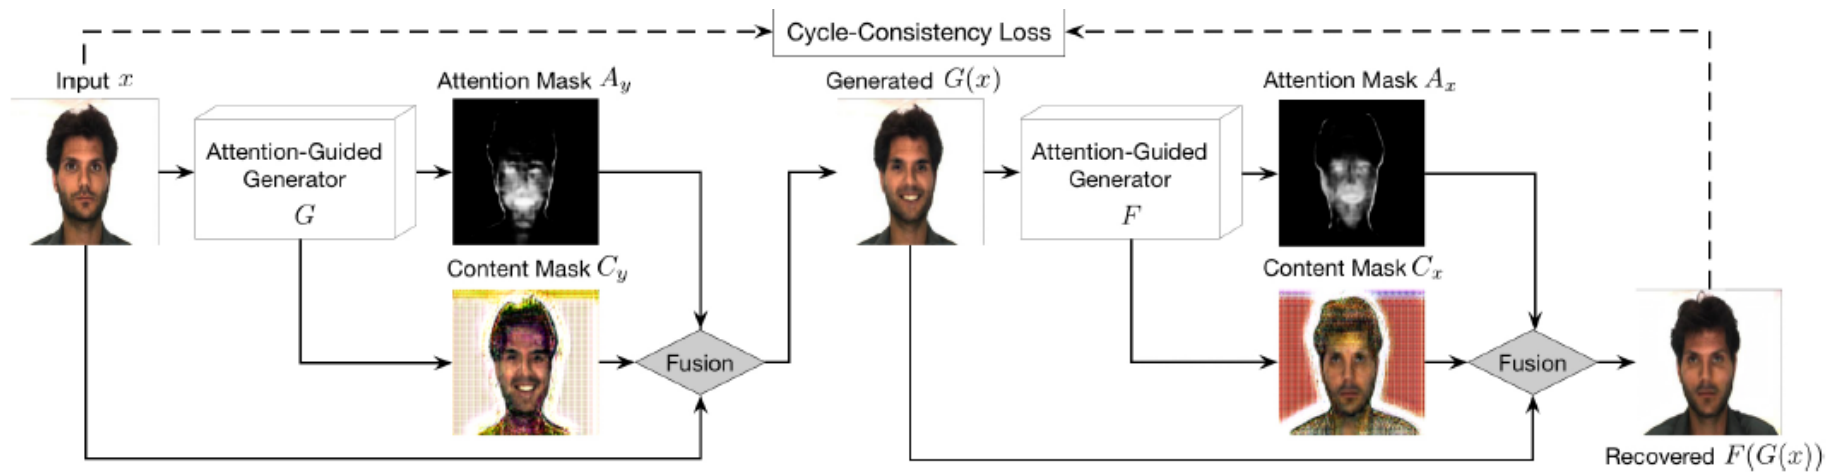 Cycle-Consistency Loss
Input x
Attention Mask A_y
Generated G(x)
Attention Mask A_x
Attention-Guided
Generator
G
Attention-Guided
Generator
F
Content Mask C_y
Content Mask C_x
Fusion
Fusion
Recovered F(G(x))